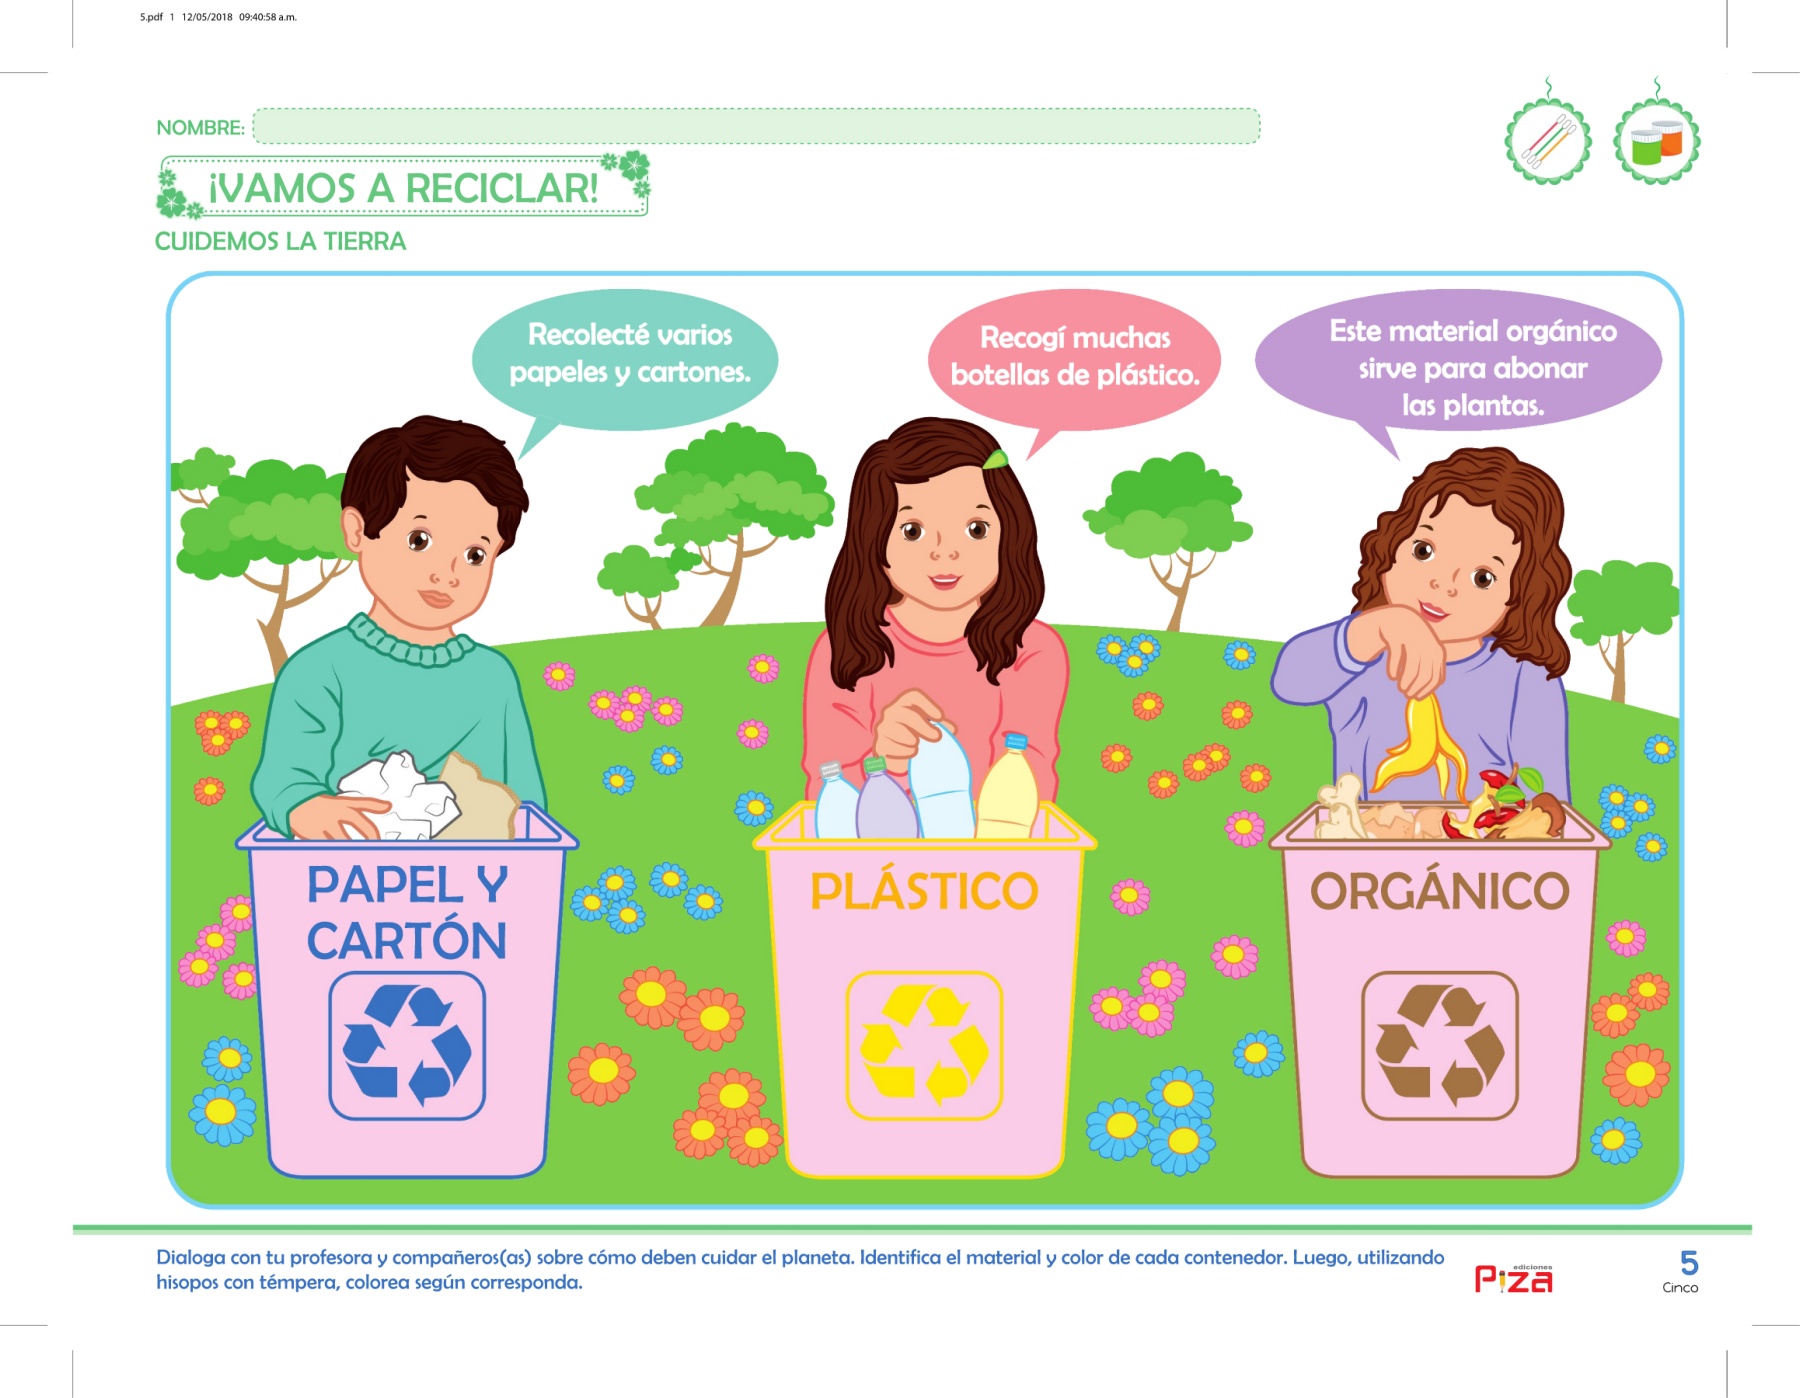 5.pdf 1 12/05/2018 09:40:58 a.m.
NOMBRE:
¡VAMOS A RECICLAR!
CUIDEMOS LA TIERRA
Recolecté varios
papeles y cartones.
Recogí muchas
botellas de plástico.
Este material orgánico
sirve para abonar
las plantas.
PAPEL Y
CARTÓN
PLÁSTICO
ORGÁNICO
Dialoga con tu profesora y compañeros(as) sobre cómo deben cuidar el planeta. Identifica el material y color de cada contenedor. Luego, utilizando
hisopos con témpera, colorea según corresponda.
ediciones
Piza
5
Cinco